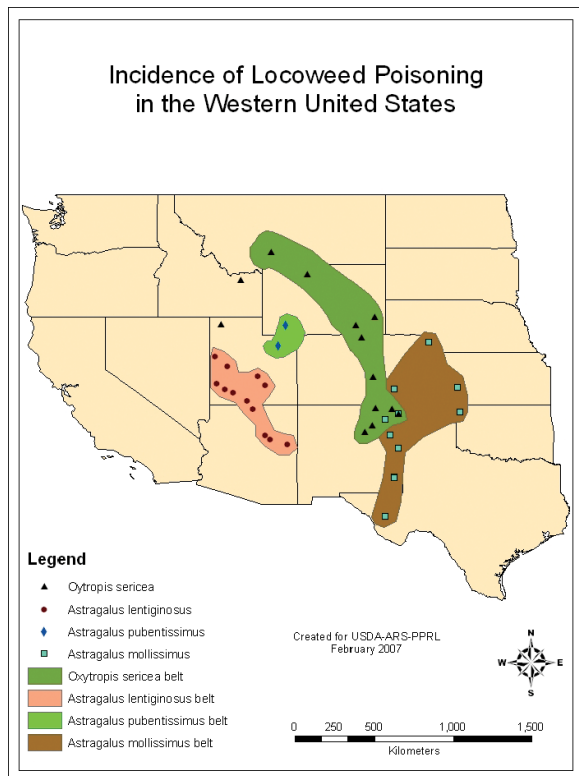 Incidence of Locoweed Poisoning
in the Western United States
Legend
Oytropis sericea
Astragalus lentiginosus
Astragalus pubentissimus
Astragalus mollissimus
Oxytropis sericea belt
Astragalus lentiginosus belt
Astragalus pubentissimus belt
Astragalus mollissimus belt
Created for USDA-ARS-PPRL
February 2007
N
W E
S
0 250 500 1,000 1,500
Kilometers